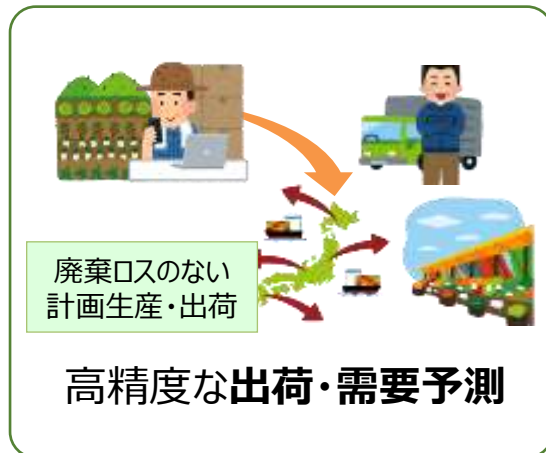 廃棄ロスのない
計画生産・出荷
高精度な出荷・需要予測